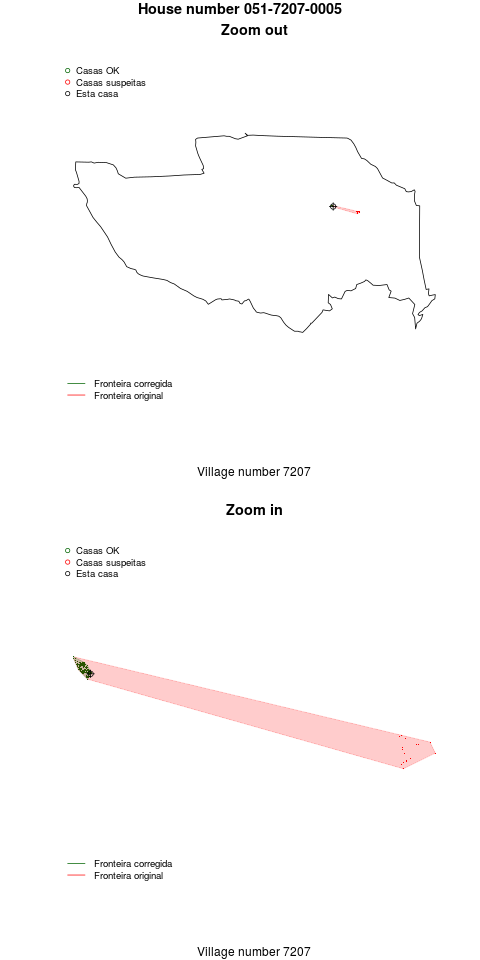 House number 051-7207-0005
Zoom out
Casas OK
Casas suspeitas
Esta casa
Fronteira corregida
Fronteira original
Village number 7207
Zoom in
Casas OK
Casas suspeitas
Esta casa
Fronteira corregida
Fronteira original
Village number 7207